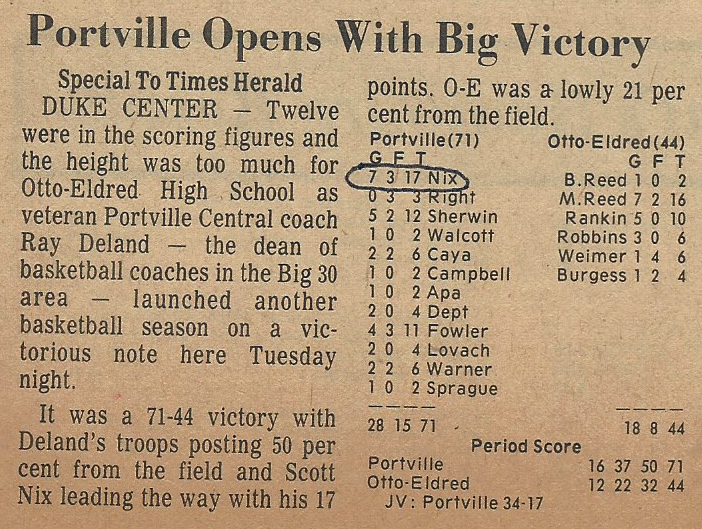 Portville Opens With Big Victory
Special To Times Herald
DUKE CENTER — Twelve
were in the scoring figures and
the height was too much for
Otto-Eldred High School as
veteran Portville Central coach
Ray Deland — the dean of
basketball coaches in the Big 30
area — launched another
basketball season on a vic-
torious note here Tuesday
night.
It was a 71-44 victory with
Deland's troops posting 50 per
cent from the field and Scott
Nix leading the way with his 17
points. O-E was a lowly 21 per
cent from the field.
Portville(71)
G F T
7 3 17 Nix
0 3 3 Right
5 2 12 Sherwin
1 0 2 Walcott
2 2 6 Caya
1 0 2 Campbell
1 0 2 Apa
2 0 4 Dept
4 3 11 Fowler
2 0 4 Lovach
2 2 6 Warner
1 0 2 Sprague
28 15 71
Otto-Eldred(44)
G F T
B.Reed 1 0 2
M.Reed 7 2 16
Rankin 5 0 10
Robbins 3 0 6
Weimer 1 4 6
Burgess 1 2 4
18 8 44
Period Score
Portville 16 37 50 71
Otto-Eldred 12 22 32 44
JV: Portville 34-17